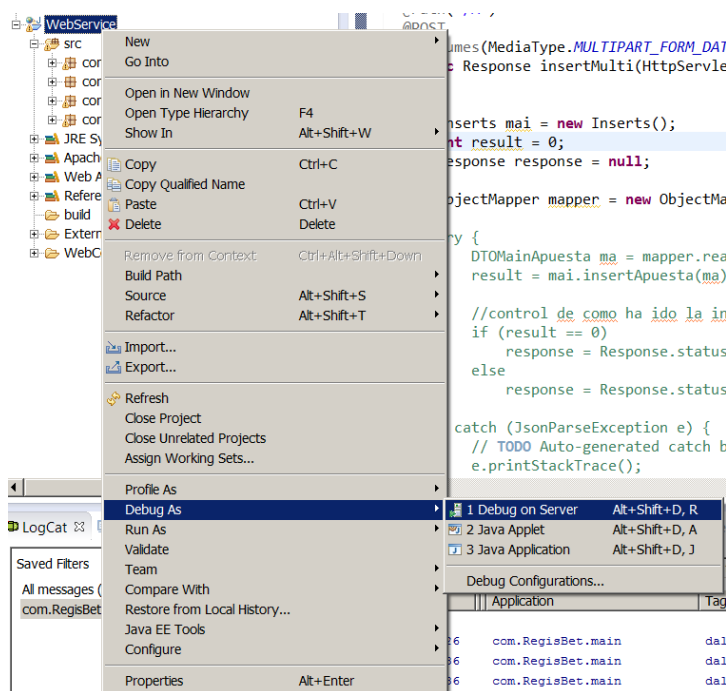 WebService
src
com
com
com
com
JRE Sy
Apach
Web A
Refere
build
Extern
WebCo
New
Go Into
Open in New Window
Open Type Hierarchy F4
Show In Alt+Shift+W
Copy Ctrl+C
Copy Qualified Name
Paste Ctrl+V
Delete Delete
Remove from Context Ctrl+Alt+Shift+Down
Build Path
Source Alt+Shift+S
Refactor Alt+Shift+T
Import...
Export...
Refresh
Close Project
Close Unrelated Projects
Assign Working Sets...
Profile As
Debug As
Run As
Validate
Team
Compare With
Restore from Local History...
Java EE Tools
Configure
Properties Alt+Enter
1 Debug on Server Alt+Shift+D, R
2 Java Applet Alt+Shift+D, A
3 Java Application Alt+Shift+D, J
Debug Configurations...
@POST
umes(MediaType.MULTIPART_FORM_DAT
c Response insertMulti(HttpServle
nserts mai = new Inserts();
nt result = 0;
esponse response = null;
bjectMapper mapper = new ObjectMa
ry {
DTOMainApuesta ma = mapper.rea
result = mai.insertApuesta(ma)
//control de como ha ido la in
if (result == 0)
response = Response.status
else
response = Response.status
catch (JsonParseException e) {
// TODO Auto-generated catch b
e.printStackTrace();
LogCat
Saved Filters
All messages (
com.RegisBet
Application Tag
26 com.RegisBet.main dal
36 com.RegisBet.main dal
36 com.RegisBet.main dal